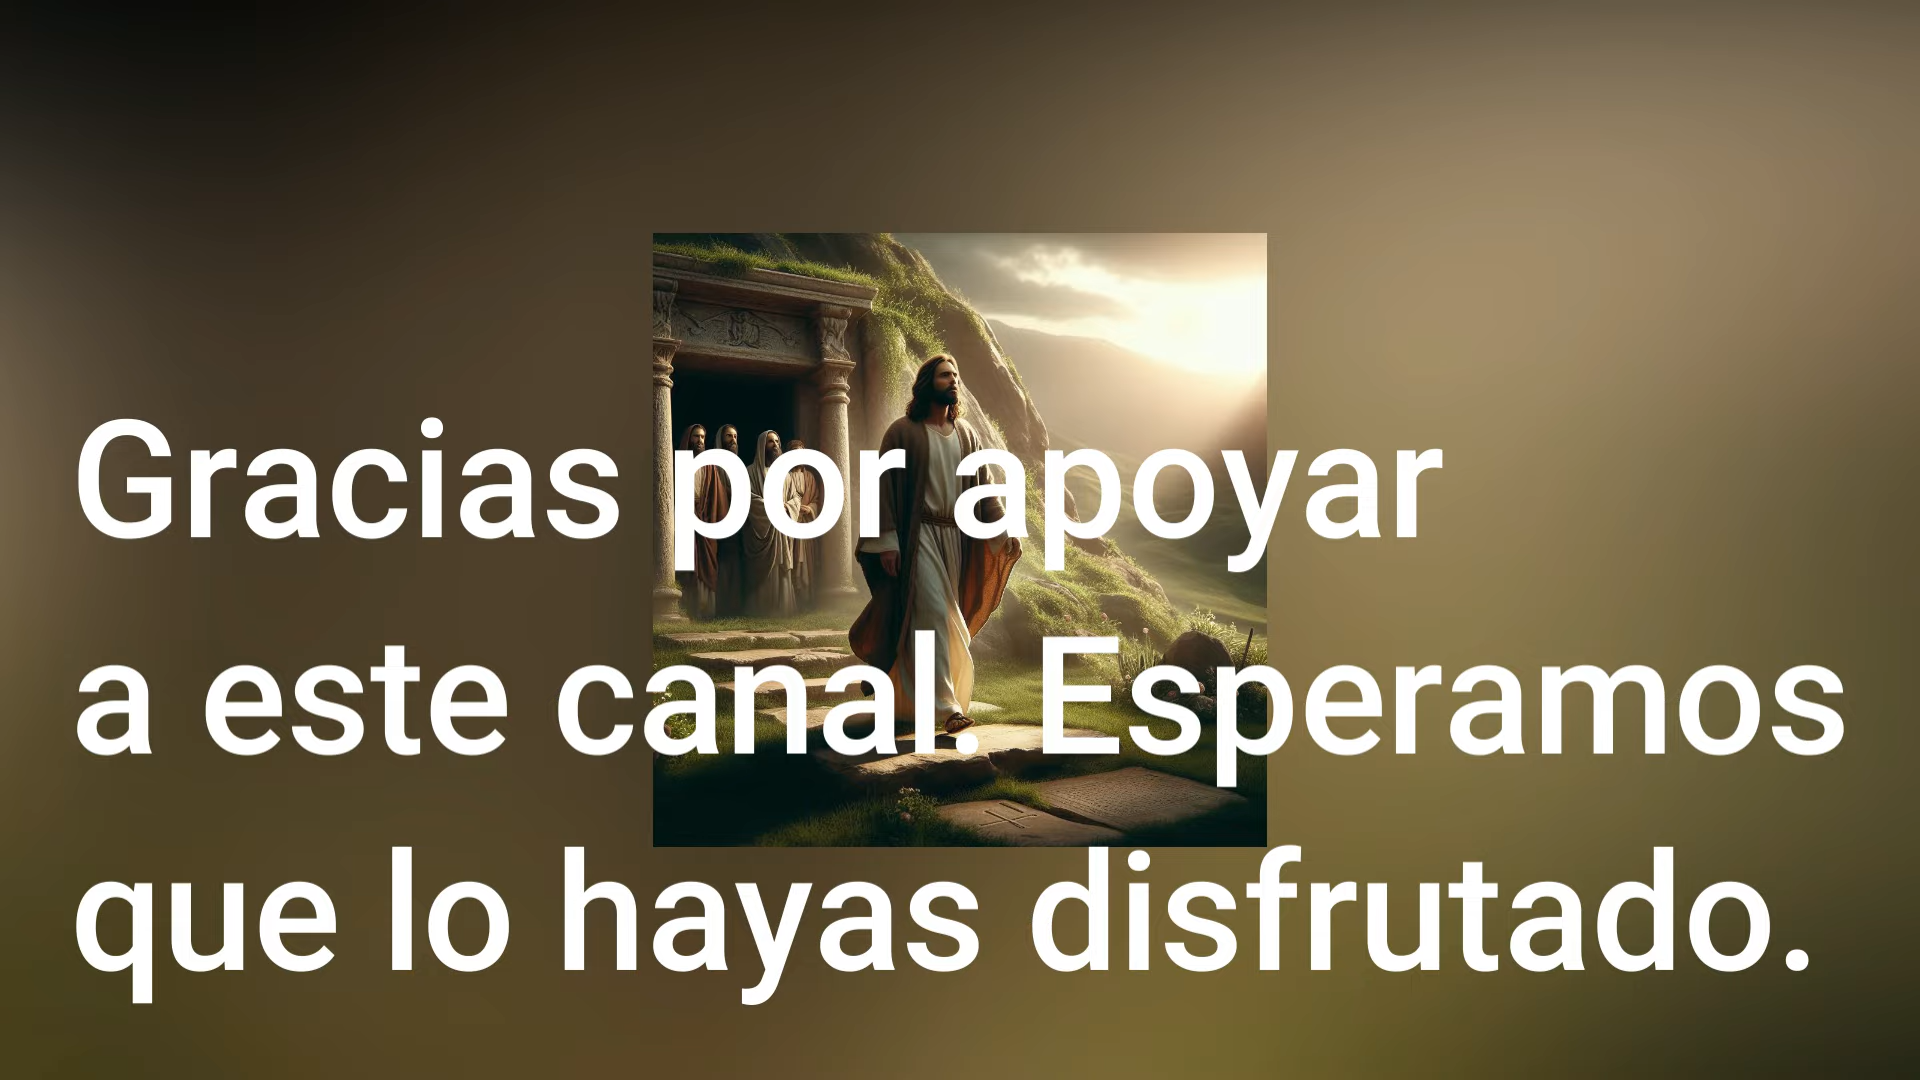 Gracias por apoyar
a este canal. Esperamos
que lo hayas disfrutado.